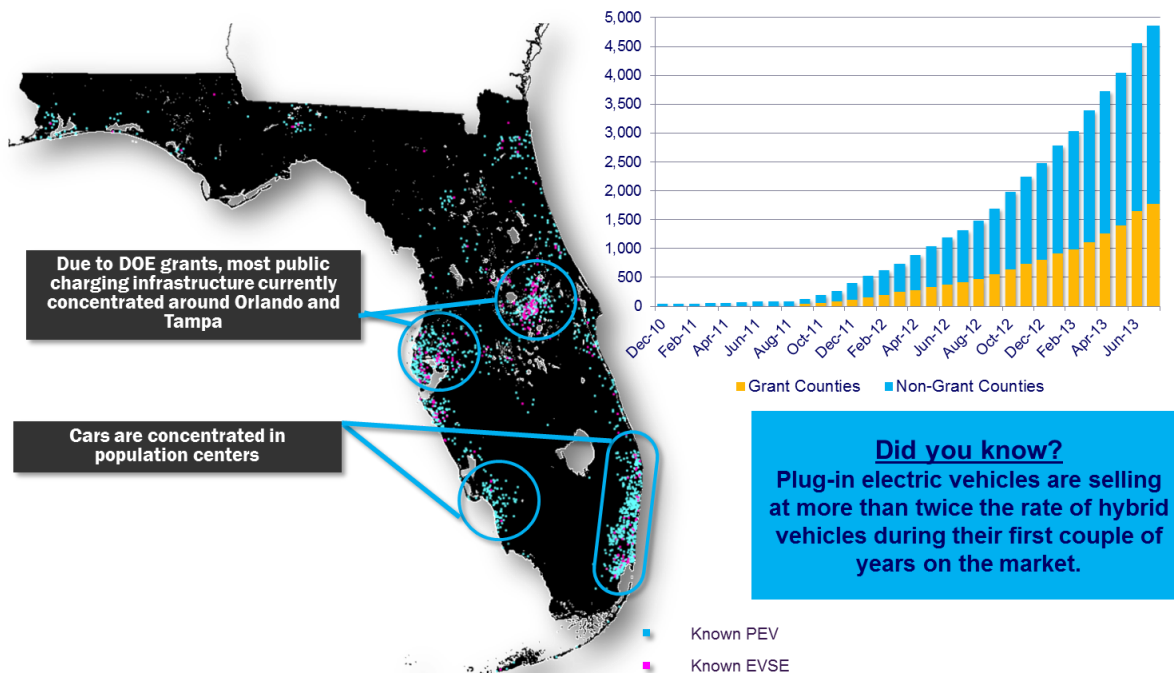 Due to DOE grants, most public
charging infrastructure currently
concentrated around Orlando and
Tampa
Cars are concentrated in
population centers
Known PEV
Known EVSE
5,000
4,500
4,000
3,500
3,000
2,500
2,000
1,500
1,000
500
0
Dec-10
Feb-11
Apr-11
Jun-11
Aug-11
Oct-11
Dec-11
Feb-12
Apr-12
Jun-12
Aug-12
Oct-12
Dec-12
Feb-13
Apr-13
Jun-13
Grant Counties
Non-Grant Counties
Did you know?
Plug-in electric vehicles are selling
at more than twice the rate of hybrid
vehicles during their first couple of
years on the market.